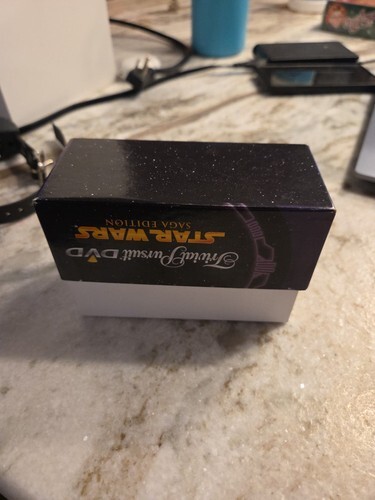 Trivial Pursuit DVD
STAR WARS
SAGA EDITION